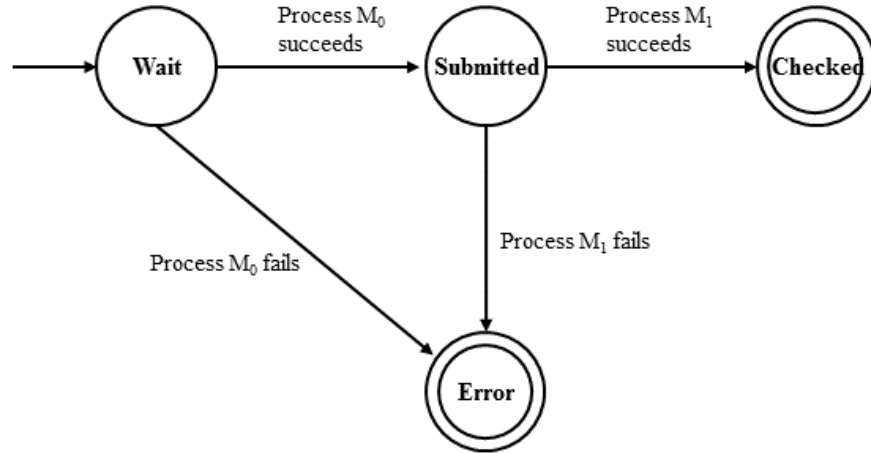 Process M₀
succeeds
Process M₁
succeeds
Wait
Submitted
Checked
Process M₁ fails
Process M₀ fails
Error